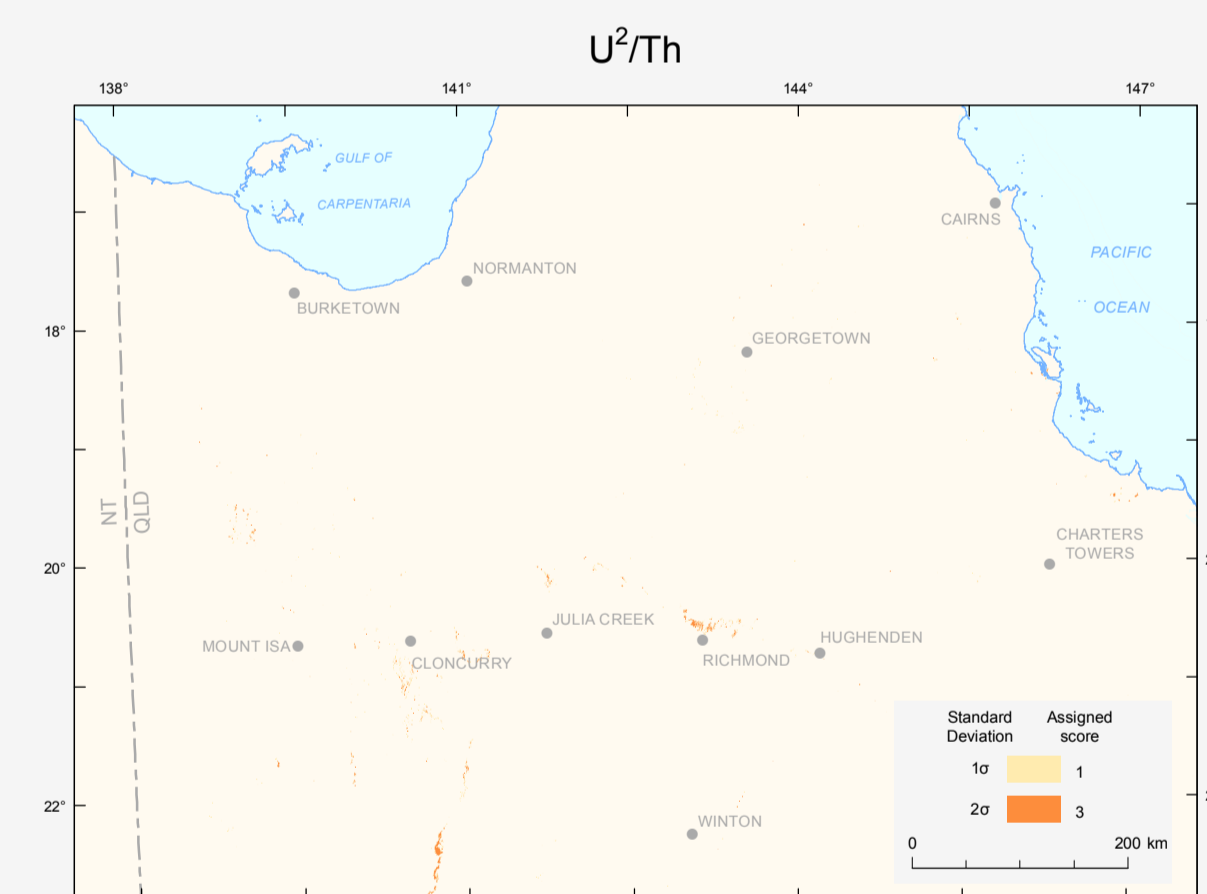 U²/Th
138°
141°
144°
147°
GULF OF
CARPENTARIA
CAIRNS
PACIFIC
OCEAN
NORMANTON
BURKETOWN
18°
GEORGETOWN
NT
QLD
CHARTERS
TOWERS
20°
JULIA CREEK
MOUNT ISA
CLONCURRY
RICHMOND
HUGHENDEN
Standard
Deviation
Assigned
score
1σ
1
2σ
3
22°
WINTON
0
200 km